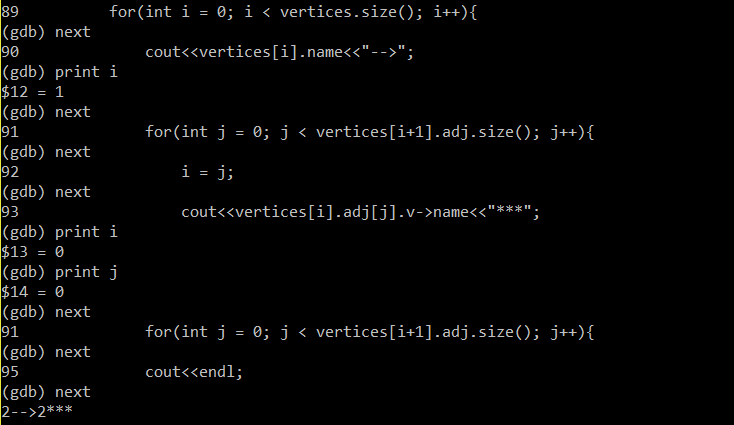 89          for(int i = 0; i < vertices.size(); i++){
(gdb) next
90              cout<<vertices[i].name<<"-->";
(gdb) print i
$12 = 1
(gdb) next
91              for(int j = 0; j < vertices[i+1].adj.size(); j++){
(gdb) next
92                  i = j;
(gdb) next
93                  cout<<vertices[i].adj[j].v->name<<"***";
(gdb) print i
$13 = 0
(gdb) print j
$14 = 0
(gdb) next
91              for(int j = 0; j < vertices[i+1].adj.size(); j++){
(gdb) next
95              cout<<endl;
(gdb) next
2-->2***